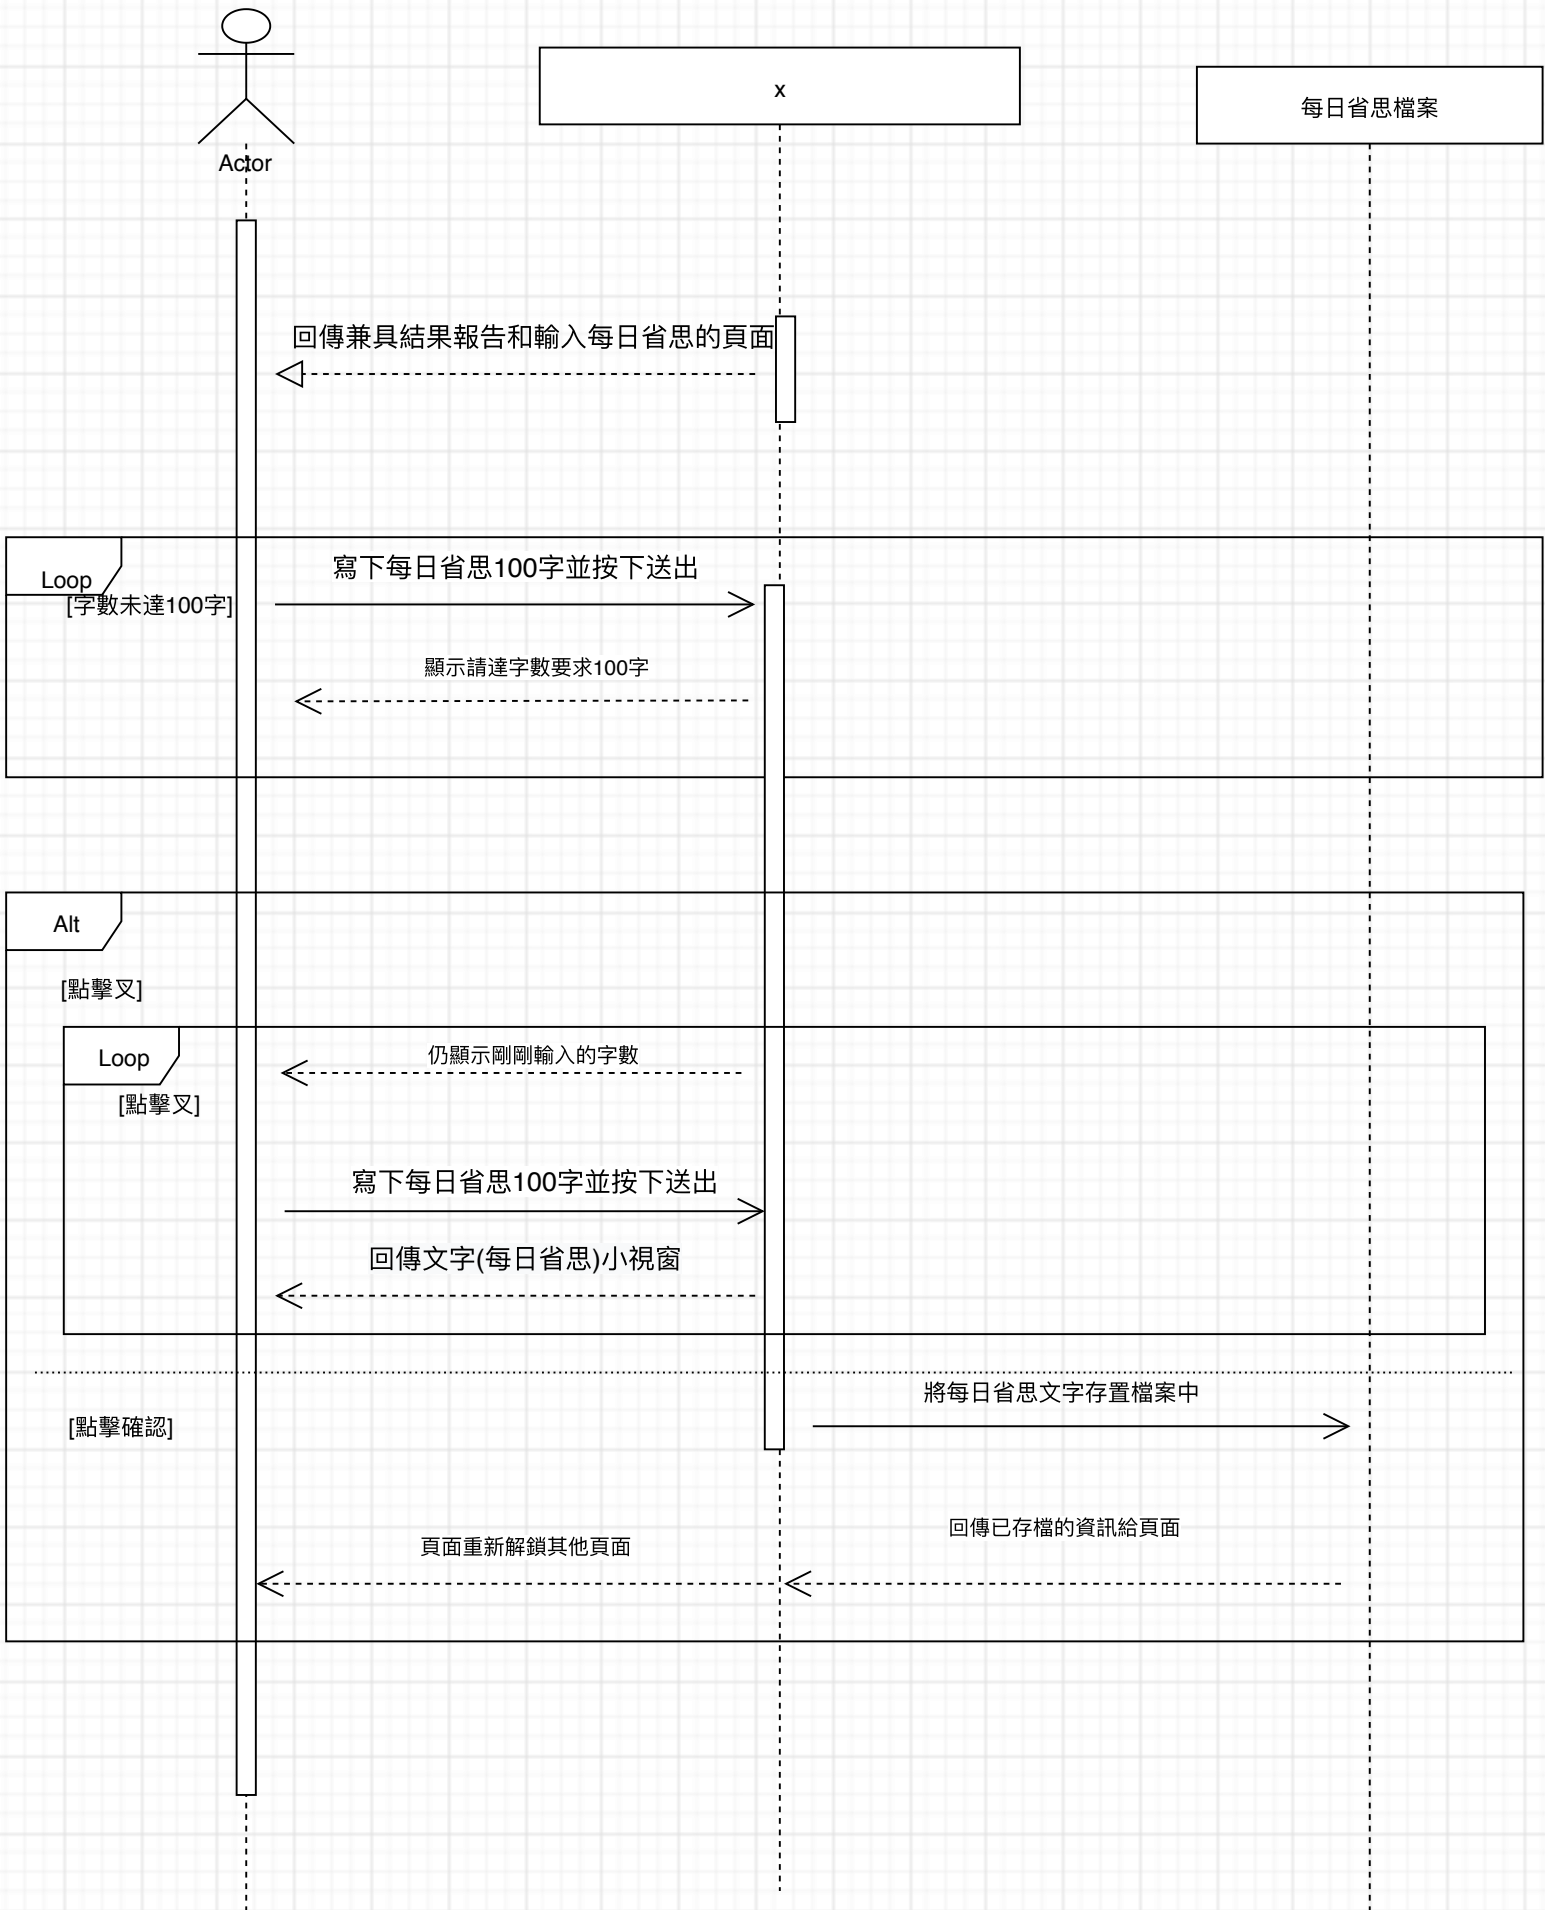 Actor
x
每日省思檔案
回傳兼具結果報告和輸入每日省思的頁面
Loop
[字數未達100字]
寫下每日省思100字並按下送出
顯示請達字數要求100字
Alt
[點擊叉]
Loop
[點擊叉]
仍顯示剛剛輸入的字數
寫下每日省思100字並按下送出
回傳文字(每日省思)小視窗
[點擊確認]
將每日省思文字存置檔案中
回傳已存檔的資訊給頁面
頁面重新解鎖其他頁面